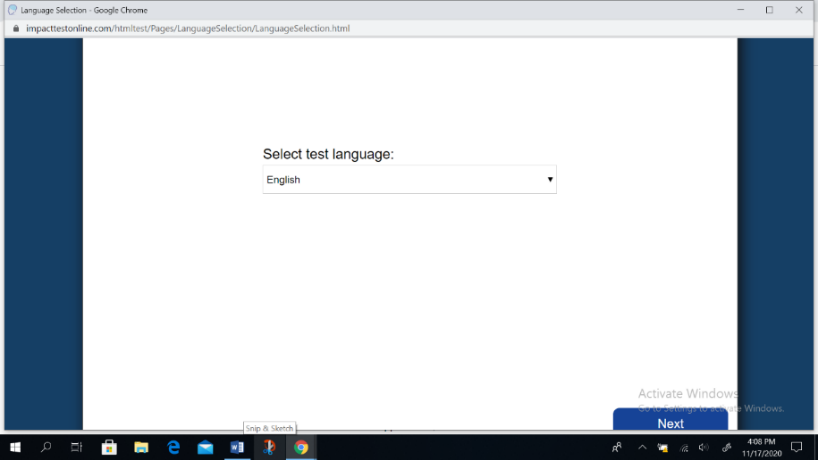 Language Selection - Google Chrome
impacttestonline.com/htmltest/Pages/LanguageSelection/LanguageSelection.html
Select test language:
English
Activate Windows
Go to Settings to activate Windows.
Next
Snip & Sketch
4:08 PM
11/17/2020